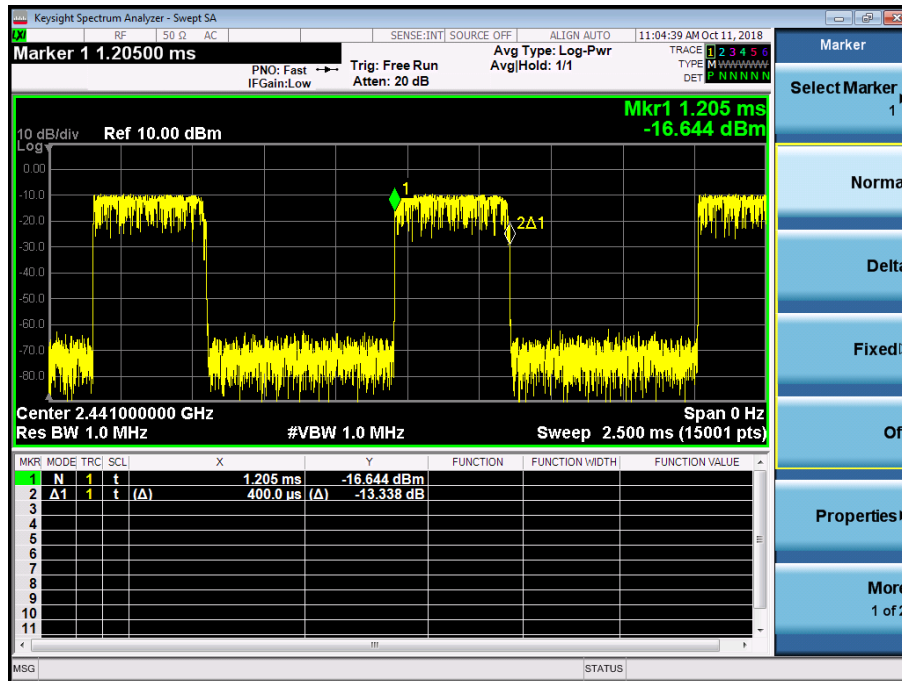 Keysight Spectrum Analyzer - Swept SA
LXI RF 50 Ω AC SENSE:INT SOURCE OFF ALIGN AUTO 11:04:39 AM Oct 11, 2018
Marker 1 1.20500 ms
PNO: Fast
IFGain:Low
Trig: Free Run
Atten: 20 dB
Avg Type: Log-Pwr
Avg|Hold: 1/1
TRACE 1 2 3 4 5 6
TYPE M WWWWW
DET P N N N N N
Mkr1 1.205 ms
-16.644 dBm
10 dB/div Ref 10.00 dBm
Log
0.00
-10.0
-20.0
-30.0
-40.0
-50.0
-60.0
-70.0
-80.0
1
2Δ1
Center 2.441000000 GHz Span 0 Hz
Res BW 1.0 MHz #VBW 1.0 MHz Sweep 2.500 ms (15001 pts)
MKR MODE TRC SCL X Y FUNCTION FUNCTION WIDTH FUNCTION VALUE
1 N 1 t 1.205 ms -16.644 dBm
2 Δ1 1 t (Δ) 400.0 µs (Δ) -13.338 dB
3
4
5
6
7
8
9
10
11
MSG STATUS
Marker
Select Marker
1
Norma
Delta
Fixed
Of
Properties
More
1 of 2